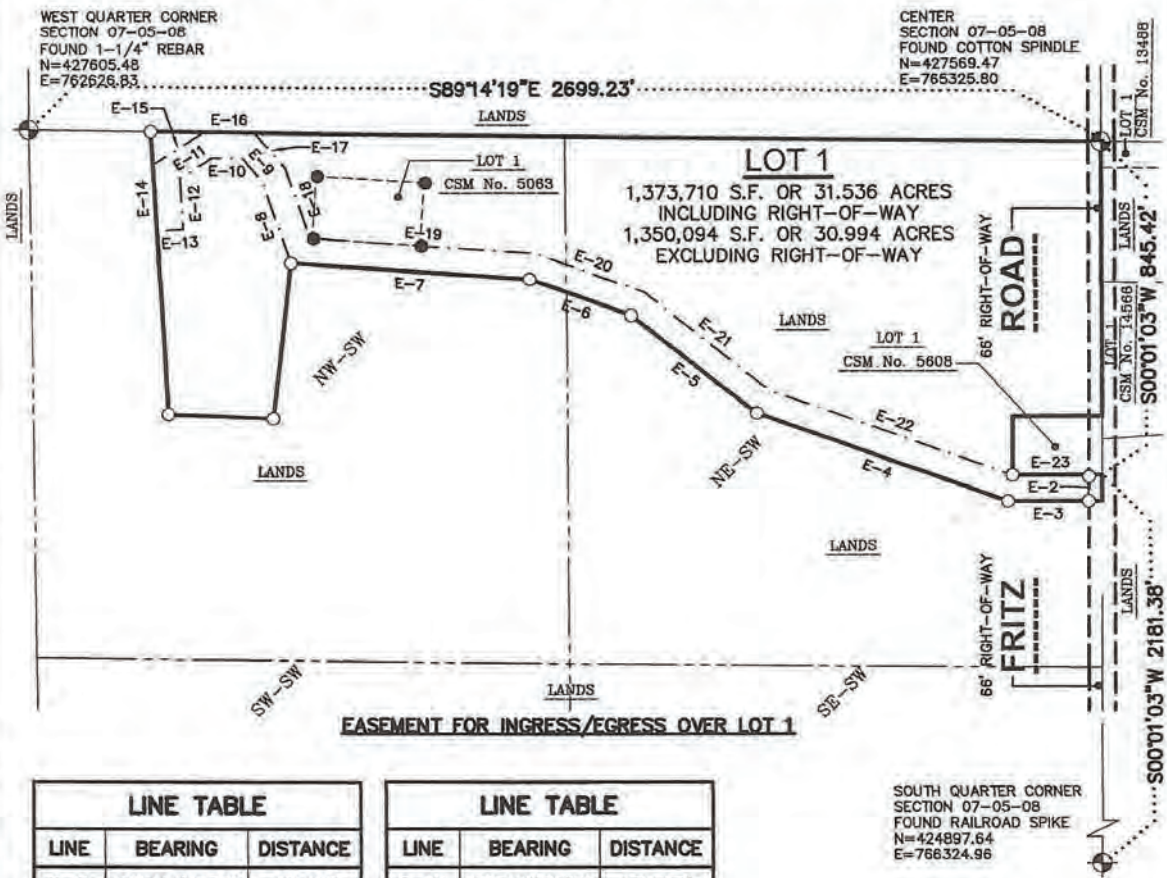 WEST QUARTER CORNER
SECTION 07-05-08
FOUND 1-1/4" REBAR
N=427605.48
E=762626.83
CENTER
SECTION 07-05-08
FOUND COTTON SPINDLE
N=427569.47
E=765325.80
LOT 1
CSM No. 13488
S89°14'19"E 2699.23'
LANDS
E-15
E-16
E-17
E-11
E-10
E-9
E-14
E-12
E-13
E-8
E-18
E-19
LOT 1
CSM No. 5063
LOT 1
1,373,710 S.F. OR 31.536 ACRES
INCLUDING RIGHT-OF-WAY
1,350,094 S.F. OR 30.994 ACRES
EXCLUDING RIGHT-OF-WAY
LANDS
66' RIGHT-OF-WAY
ROAD
LANDS
S00°01'03"W 845.42'
LOT 1
CSM No. 14568
E-20
E-7
E-6
E-21
E-5
LANDS
LOT 1
CSM No. 5608
NW-SW
E-22
E-4
NE-SW
E-23
E-2
E-3
LANDS
LANDS
66' RIGHT-OF-WAY
FRITZ
LANDS
S00°01'03"W 2181.38'
SW-SW
LANDS
SE-SW
EASEMENT FOR INGRESS/EGRESS OVER LOT 1
SOUTH QUARTER CORNER
SECTION 07-05-08
FOUND RAILROAD SPIKE
N=424897.64
E=766324.96
LINE TABLE
LINE BEARING DISTANCE
LINE TABLE
LINE BEARING DISTANCE